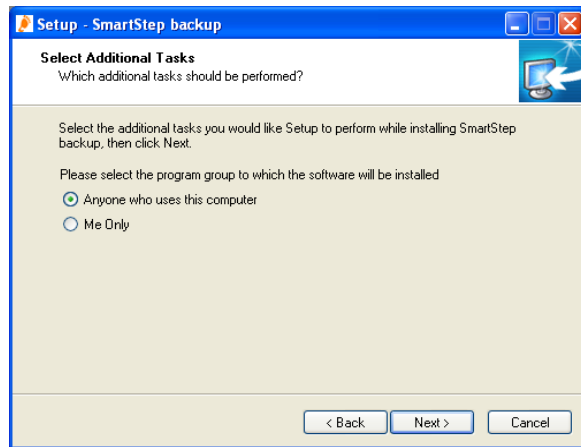 Setup - SmartStep backup
Select Additional Tasks
Which additional tasks should be performed?
Select the additional tasks you would like Setup to perform while installing SmartStep
backup, then click Next.
Please select the program group to which the software will be installed
Anyone who uses this computer
Me Only
< Back
Next >
Cancel